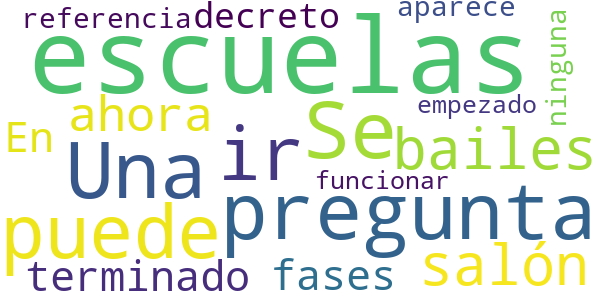 referencia decreto aparece
escuelas ninguna
En ahora Se empezado
Una ir bailes
funcionar
puede pregunta
terminado fases salón